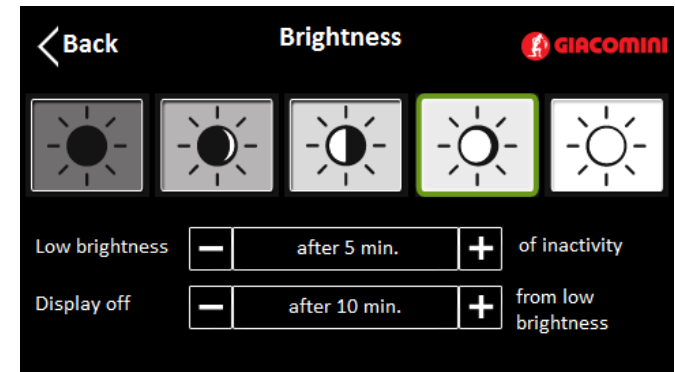 Back
Brightness
GIACOMINI
Low brightness
after 5 min.
of inactivity
Display off
after 10 min.
from low
brightness